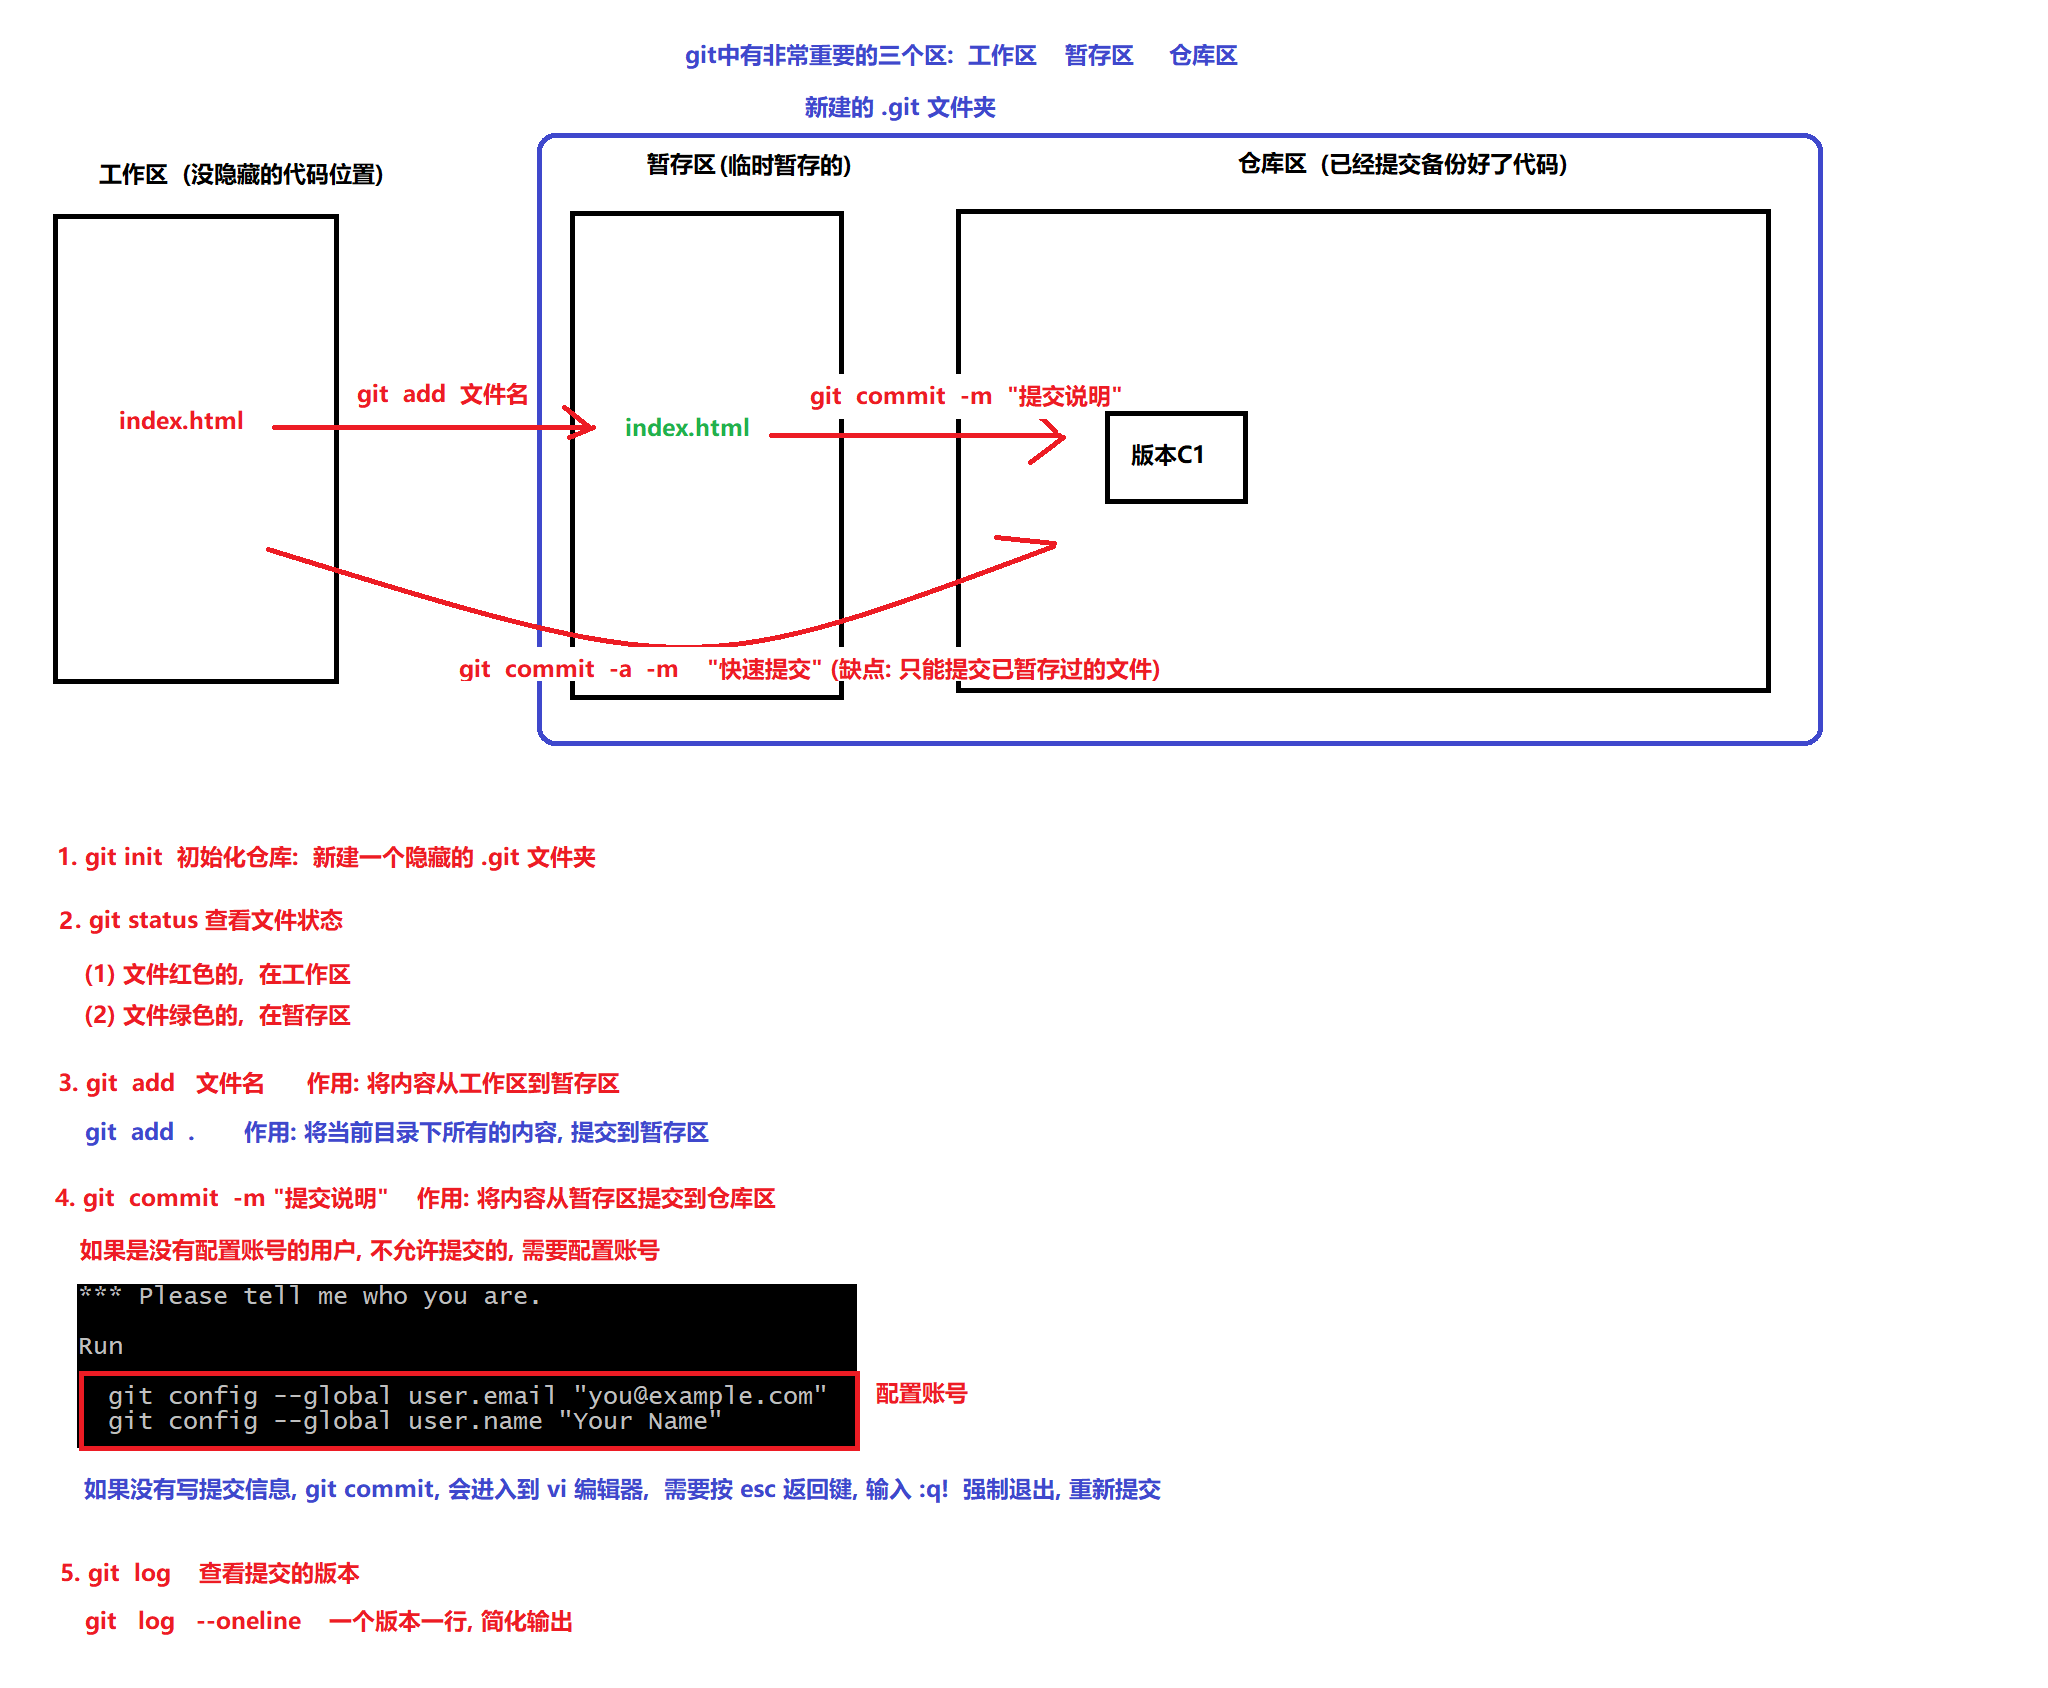 git中有非常重要的三个区: 工作区 暂存区 仓库区
新建的 .git 文件夹
工作区 (没隐藏的代码位置)
暂存区(临时暂存的)
仓库区 (已经提交备份好了代码)
git add 文件名
git commit -m "提交说明"
index.html
index.html
版本C1
git commit -a -m "快速提交" (缺点: 只能提交已暂存过的文件)
1. git init 初始化仓库: 新建一个隐藏的 .git 文件夹
2. git status 查看文件状态
(1) 文件红色的, 在工作区
(2) 文件绿色的, 在暂存区
3. git add 文件名 作用: 将内容从工作区到暂存区
git add . 作用: 将当前目录下所有的内容, 提交到暂存区
4. git commit -m "提交说明" 作用: 将内容从暂存区提交到仓库区
如果是没有配置账号的用户, 不允许提交的, 需要配置账号
*** Please tell me who you are.
Run
git config --global user.email "you@example.com"
git config --global user.name "Your Name"
配置账号
如果没有写提交信息, git commit, 会进入到 vi 编辑器, 需要按 esc 返回键, 输入 :q! 强制退出, 重新提交
5. git log 查看提交的版本
git log --oneline 一个版本一行, 简化输出